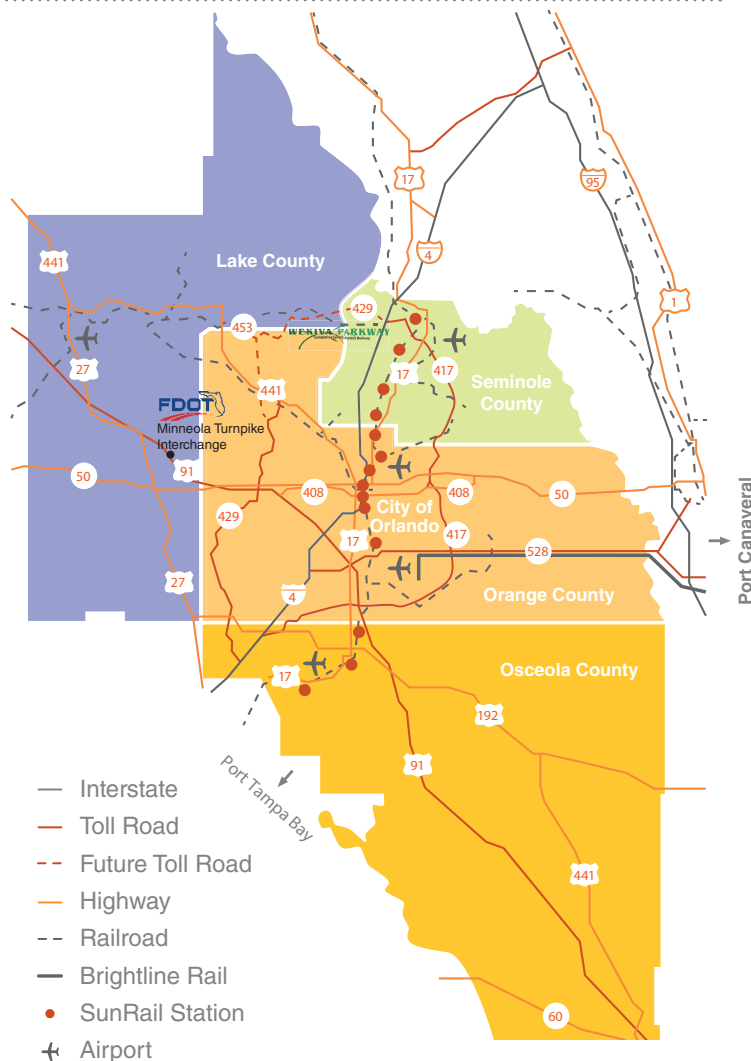 17
95
441
4
Lake County
1
429
453
WEKIVA PARKWAY
27
17
417
441
Seminole
County
FDOT
Minneola Turnpike
Interchange
91
50
408
408
50
City of
Orlando
429
417
17
528
Port Canaveral
27
4
Orange County
17
Osceola County
192
91
Port Tampa Bay
441
60
Interstate
Toll Road
Future Toll Road
Highway
Railroad
Brightline Rail
SunRail Station
Airport